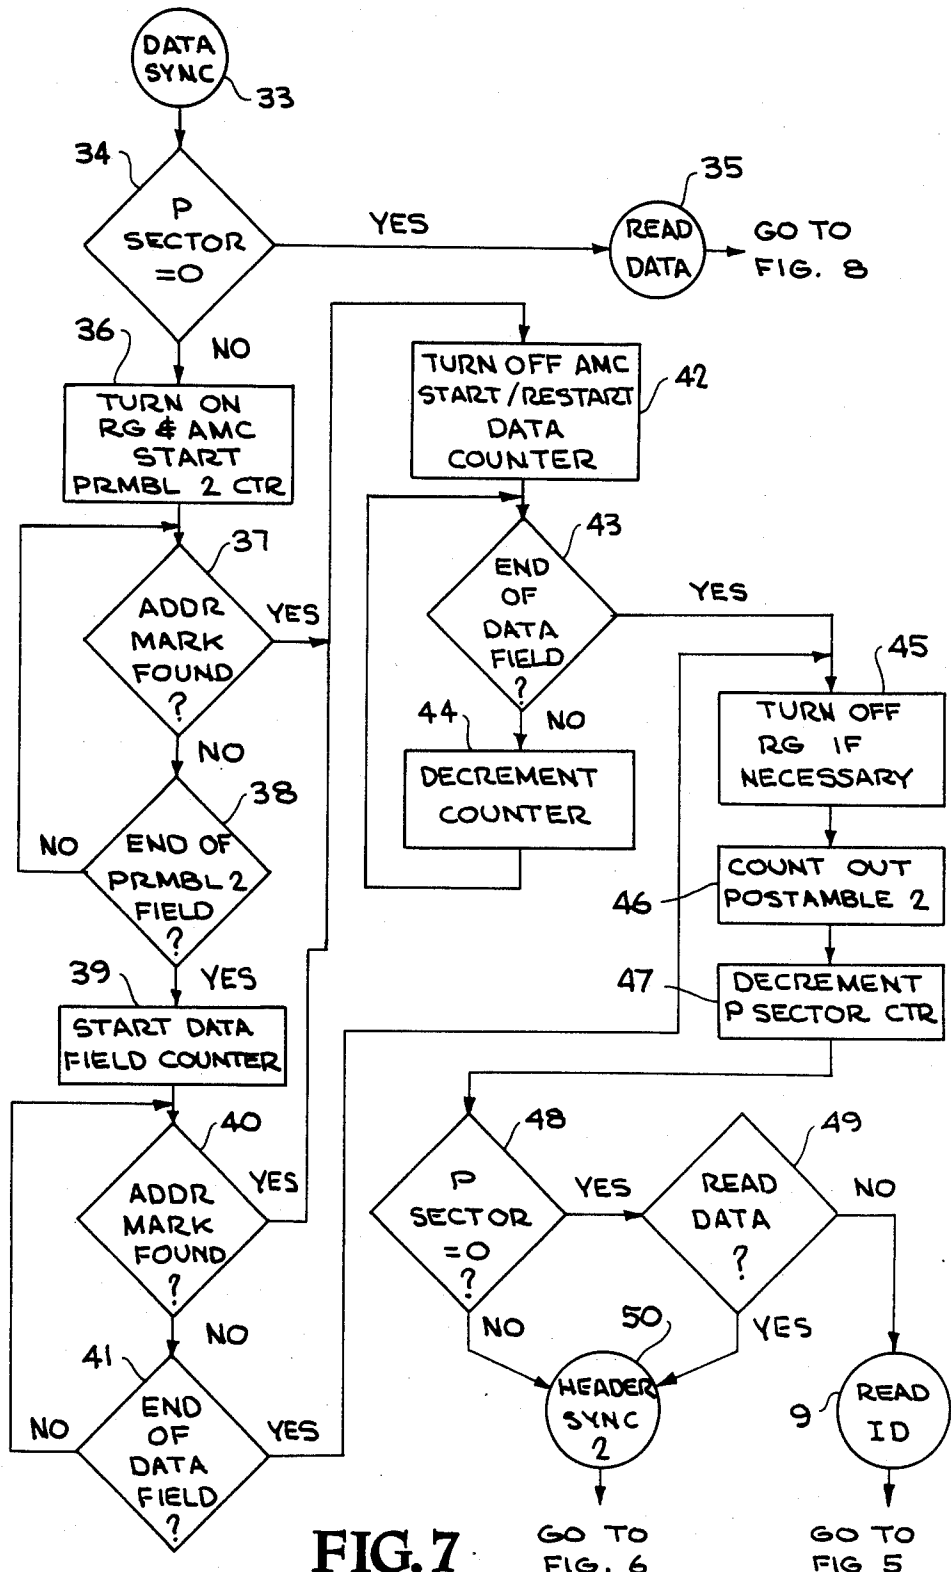 DATA
SYNC
33
34
P
SECTOR
=0
YES
35
READ
DATA
GO TO
FIG. 8
NO
36
TURN ON
RG & AMC
START
PRMBL 2 CTR
37
ADDR
MARK
FOUND
?
YES
NO
38
END OF
PRMBL 2
FIELD
?
NO
YES
39
START DATA
FIELD COUNTER
40
ADDR
MARK
FOUND
?
YES
NO
41
END
OF
DATA
FIELD
?
NO
YES
42
TURN OFF AMC
START/RESTART
DATA
COUNTER
43
END
OF
DATA
FIELD
?
YES
NO
44
DECREMENT
COUNTER
45
TURN OFF
RG IF
NECESSARY
46
COUNT OUT
POSTAMBLE 2
47
DECREMENT
P SECTOR CTR
48
P
SECTOR
=0
?
YES
NO
49
READ
DATA
?
NO
YES
50
HEADER
SYNC
2
GO TO
FIG. 6
9
READ
ID
GO TO
FIG 5
FIG. 7